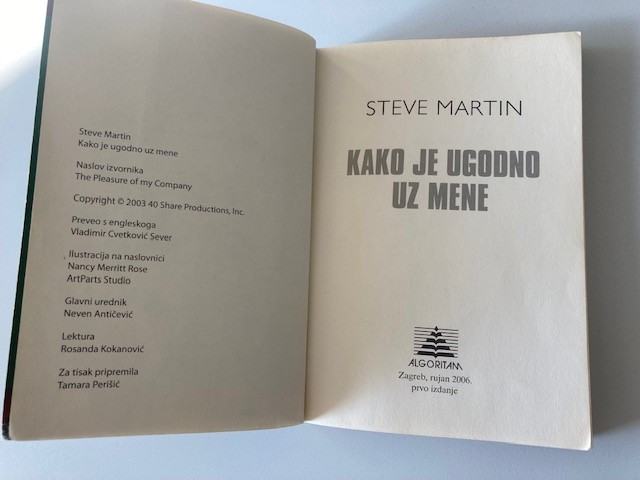 Steve Martin
Kako je ugodno uz mene
Naslov izvornika
The Pleasure of my Company
Copyright © 2003 40 Share Productions, Inc.
Preveo s engleskoga
Vladimir Cvetković Sever
Ilustracija na naslovnici
Nancy Merritt Rose
ArtParts Studio
Glavni urednik
Neven Antičević
Lektura
Rosanda Kokanović
Za tisak pripremila
Tamara Perišić
STEVE MARTIN
KAKO JE UGODNO
UZ MENE
ALGORITAM
Zagreb, rujan 2006.
prvo izdanje